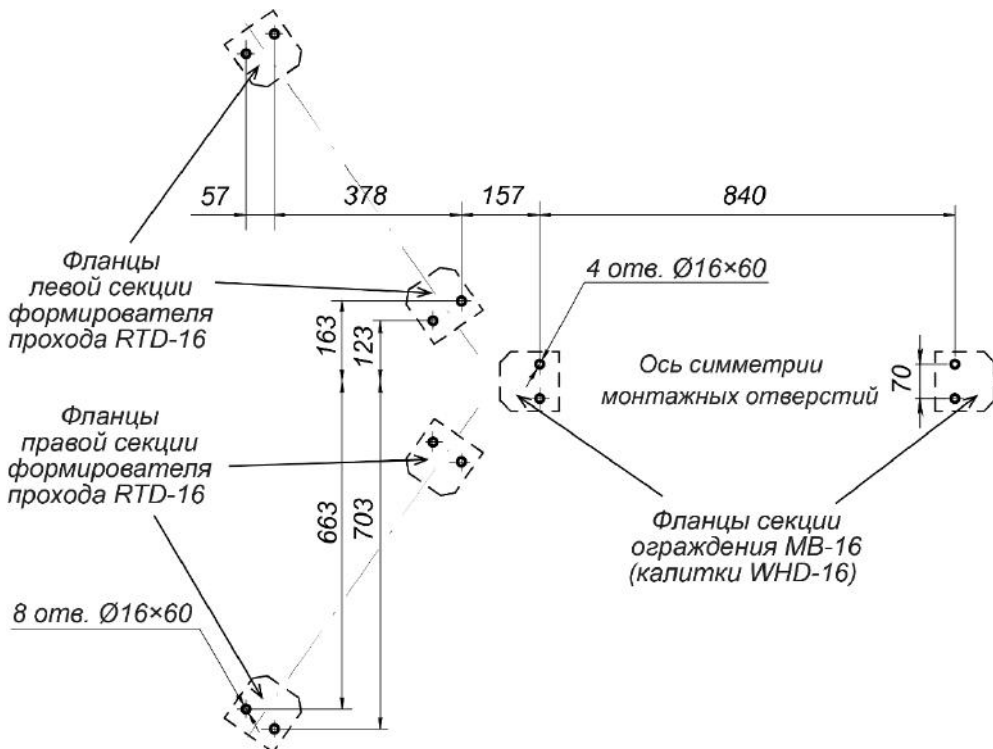 57
378
157
840
Фланцы
левой секции
формирователя
прохода RTD-16
4 отв. Ø16×60
163
123
Ось симметрии
монтажных отверстий
70
Фланцы
правой секции
формирователя
прохода RTD-16
663
703
Фланцы секции
ограждения МВ-16
(калитки WHD-16)
8 отв. Ø16×60